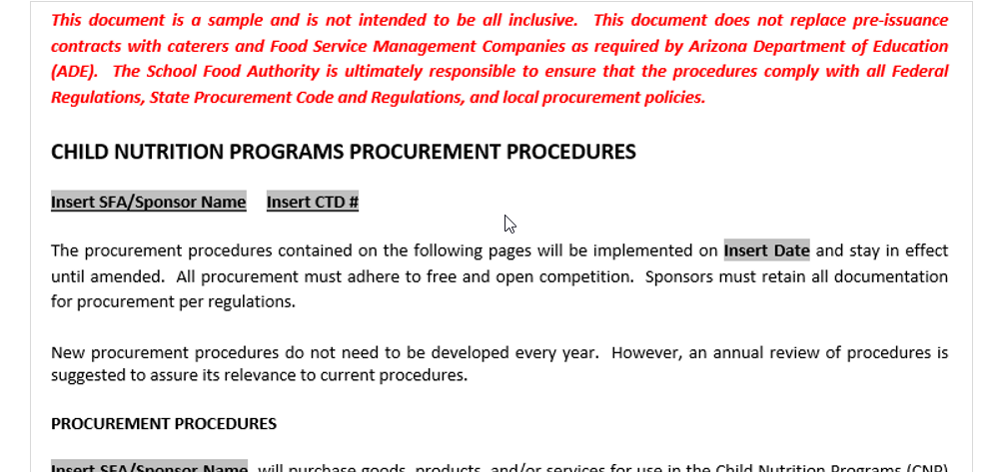 This document is a sample and is not intended to be all inclusive.  This document does not replace pre-issuance
contracts with caterers and Food Service Management Companies as required by Arizona Department of Education
(ADE).  The School Food Authority is ultimately responsible to ensure that the procedures comply with all Federal
Regulations, State Procurement Code and Regulations, and local procurement policies.
CHILD NUTRITION PROGRAMS PROCUREMENT PROCEDURES
Insert SFA/Sponsor Name    Insert CTD #
The procurement procedures contained on the following pages will be implemented on Insert Date and stay in effect
until amended.  All procurement must adhere to free and open competition.  Sponsors must retain all documentation
for procurement per regulations.
New procurement procedures do not need to be developed every year.  However, an annual review of procedures is
suggested to assure its relevance to current procedures.
PROCUREMENT PROCEDURES
Insert SFA/Sponsor Name  will purchase goods, products, and/or services for use in the Child Nutrition Programs (CNP)